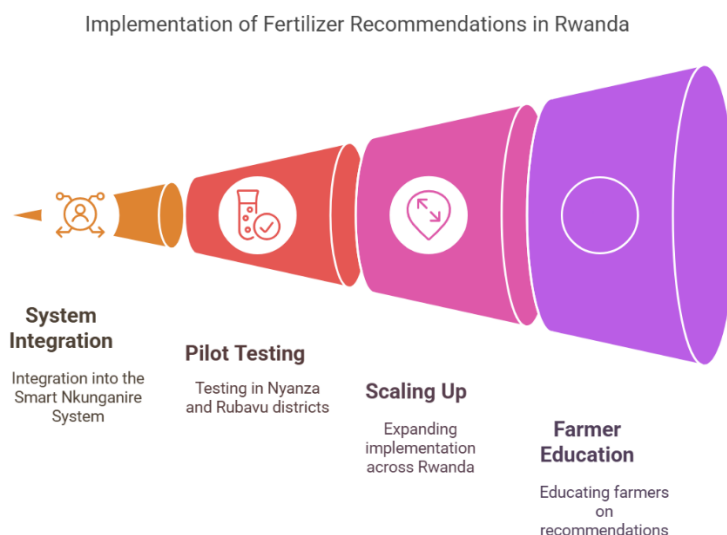 Implementation of Fertilizer Recommendations in Rwanda
System
Integration
Integration into the
Smart Nkunganire
System
Pilot Testing
Testing in Nyanza
and Rubavu districts
Scaling Up
Expanding
implementation
across Rwanda
Farmer
Education
Educating farmers
on
recommendations